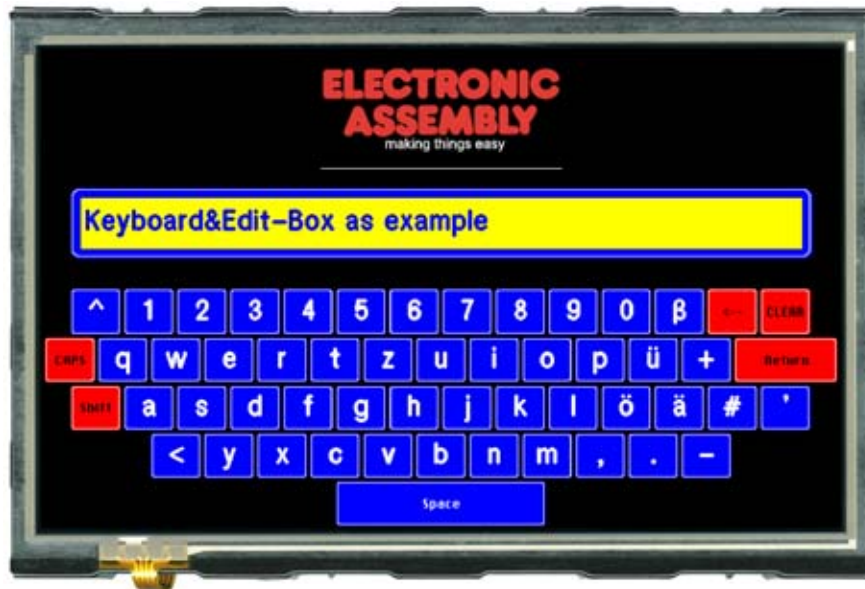 ELECTRONIC
ASSEMBLY
making things easy
Keyboard&Edit-Box as example
^ 1 2 3 4 5 6 7 8 9 0 β <-- CLEAR
CAPS q w e r t z u i o p ü + Return
Shift a s d f g h j k l ö ä # '
< y x c v b n m , . -
Space